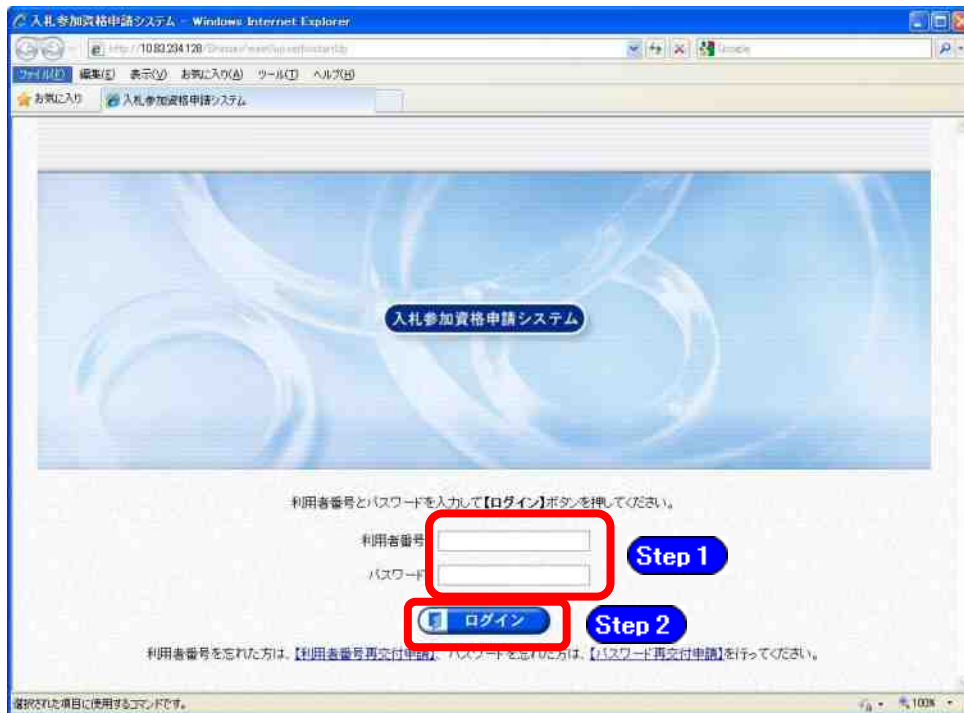 入札参加資格申請システム - Windows Internet Explorer
http://10.83.234.128
Google
ファイル(F) 編集(E) 表示(V) お気に入り(A) ツール(T) ヘルプ(H)
お気に入り 入札参加資格申請システム
入札参加資格申請システム
利用者番号とパスワードを入力して【ログイン】ボタンを押してください。
利用者番号
パスワード
Step 1
ログイン
Step 2
利用者番号を忘れた方は、【利用者番号再交付申請】、パスワードを忘れた方は、【パスワード再交付申請】を行ってください。
選択された項目に使用するコマンドです。
100%